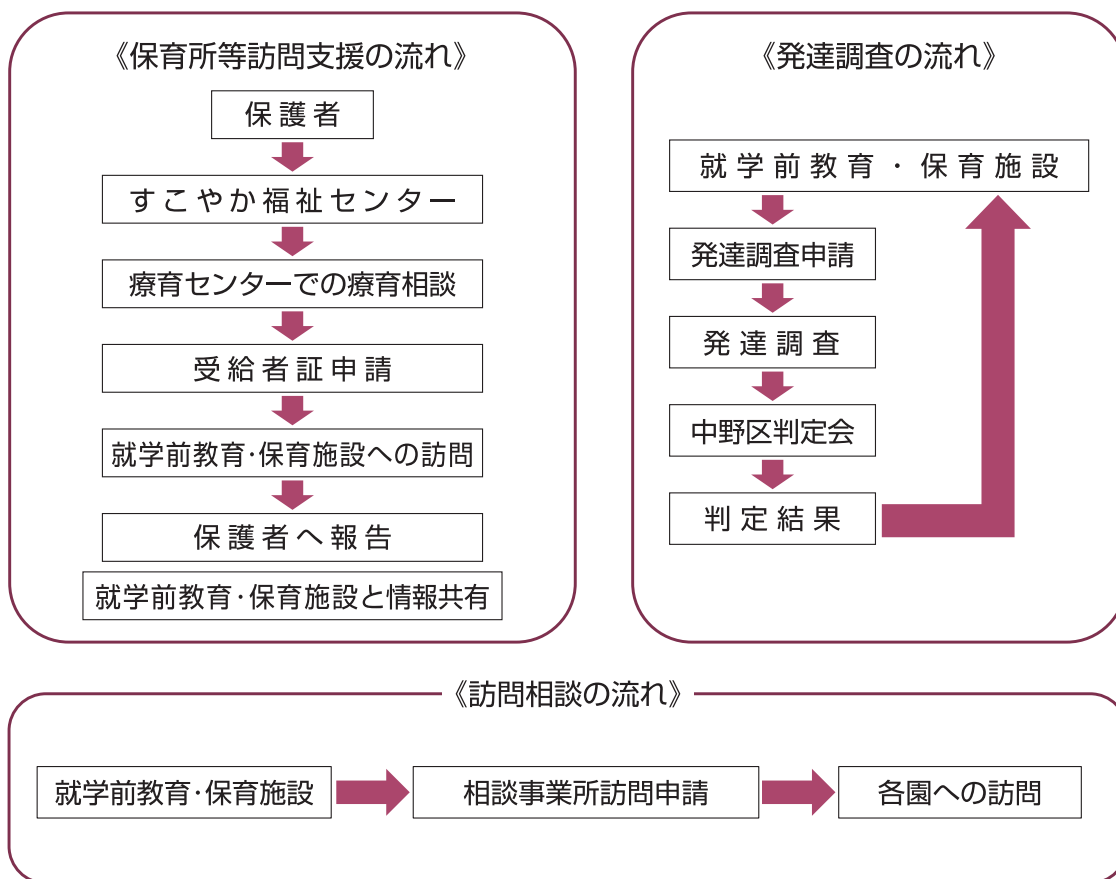 《保育所等訪問支援の流れ》
保護者
すこやか福祉センター
療育センターでの療育相談
受給者証申請
就学前教育・保育施設への訪問
保護者へ報告
就学前教育・保育施設と情報共有
《発達調査の流れ》
就学前教育・保育施設
発達調査申請
発達調査
中野区判定会
判定結果
《訪問相談の流れ》
就学前教育・保育施設
相談事業所訪問申請
各園への訪問